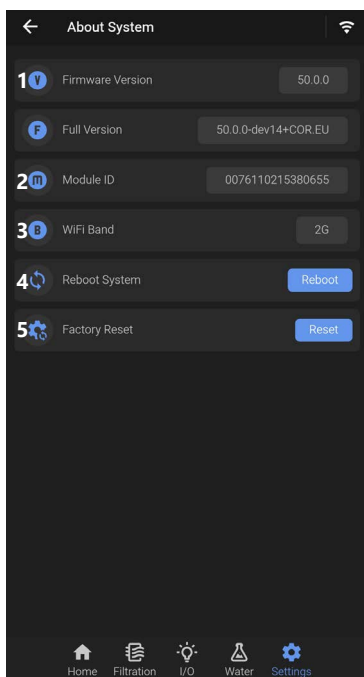 About System
1 V Firmware Version 50.0.0
F Full Version 50.0.0-dev14+COR.EU
2 m Module ID 0076110215380655
3 B WiFi Band 2G
4 Reboot System Reboot
5 Factory Reset Reset
Home Filtration I/O Water Settings